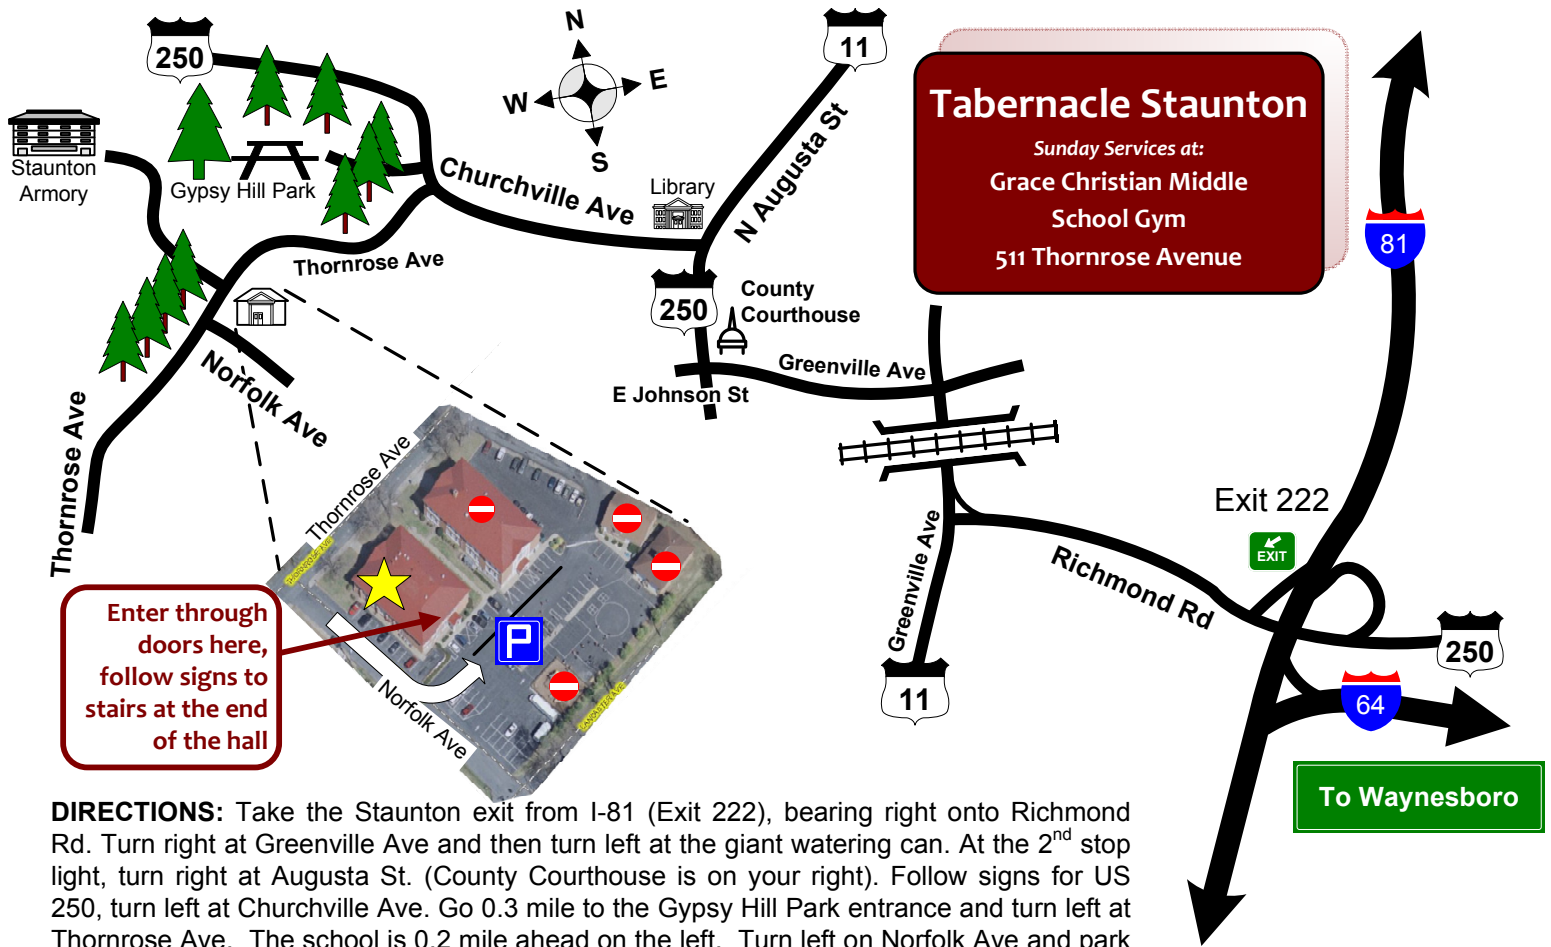 250
N
W
E
S
11
Tabernacle Staunton
Sunday Services at:
Grace Christian Middle
School Gym
511 Thornrose Avenue
Staunton
Armory
Gypsy Hill Park
Churchville Ave
Library
N Augusta St
81
Thornrose Ave
250
County
Courthouse
Greenville Ave
E Johnson St
Norfolk Ave
Thornrose Ave
Thornrose Ave
THORNROSE AVE
Exit 222
EXIT
Richmond Rd
Greenville Ave
250
11
64
P
Norfolk Ave
LANCASTER AVE
Enter through
doors here,
follow signs to
stairs at the end
of the hall
To Waynesboro
DIRECTIONS: Take the Staunton exit from I-81 (Exit 222), bearing right onto Richmond
Rd. Turn right at Greenville Ave and then turn left at the giant watering can. At the 2nd stop
light, turn right at Augusta St. (County Courthouse is on your right). Follow signs for US
250, turn left at Churchville Ave. Go 0.3 mile to the Gypsy Hill Park entrance and turn left at
Thornrose Ave. The school is 0.2 mile ahead on the left. Turn left on Norfolk Ave and park